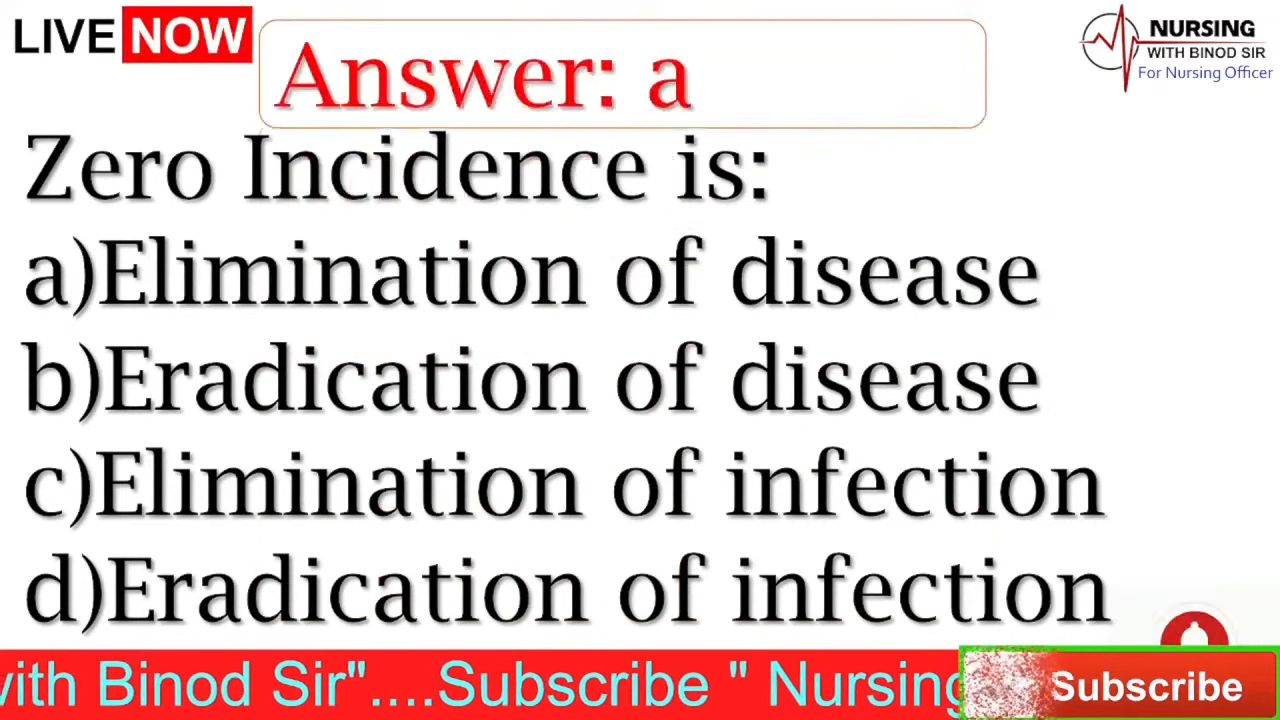 LIVE NOW
Answer: a
NURSING
WITH BINOD SIR
For Nursing Officer
Zero Incidence is:
a)Elimination of disease
b)Eradication of disease
c)Elimination of infection
d)Eradication of infection
with Binod Sir"....Subscribe " Nursing
Subscribe